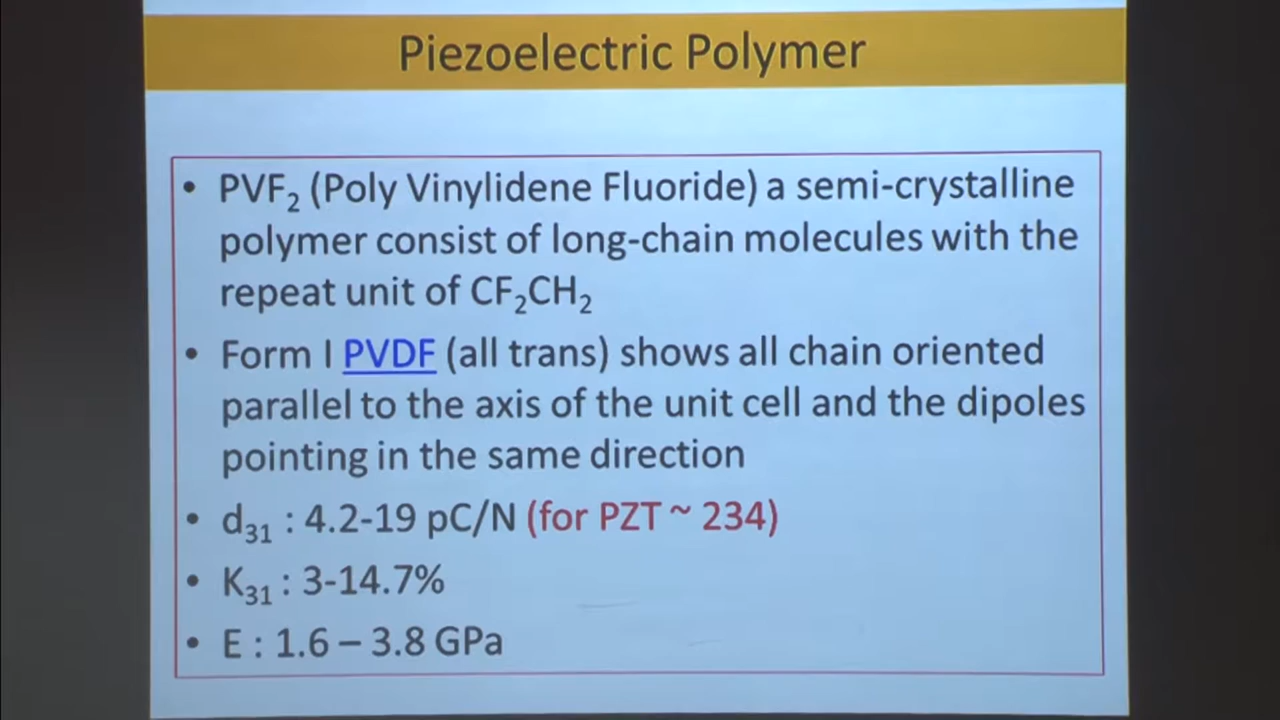 Piezoelectric Polymer
• PVF₂ (Poly Vinylidene Fluoride) a semi-crystalline
polymer consist of long-chain molecules with the
repeat unit of CF₂CH₂
• Form I PVDF (all trans) shows all chain oriented
parallel to the axis of the unit cell and the dipoles
pointing in the same direction
• d₃₁ : 4.2-19 pC/N (for PZT ~ 234)
• K₃₁ : 3-14.7%
• E : 1.6 – 3.8 GPa